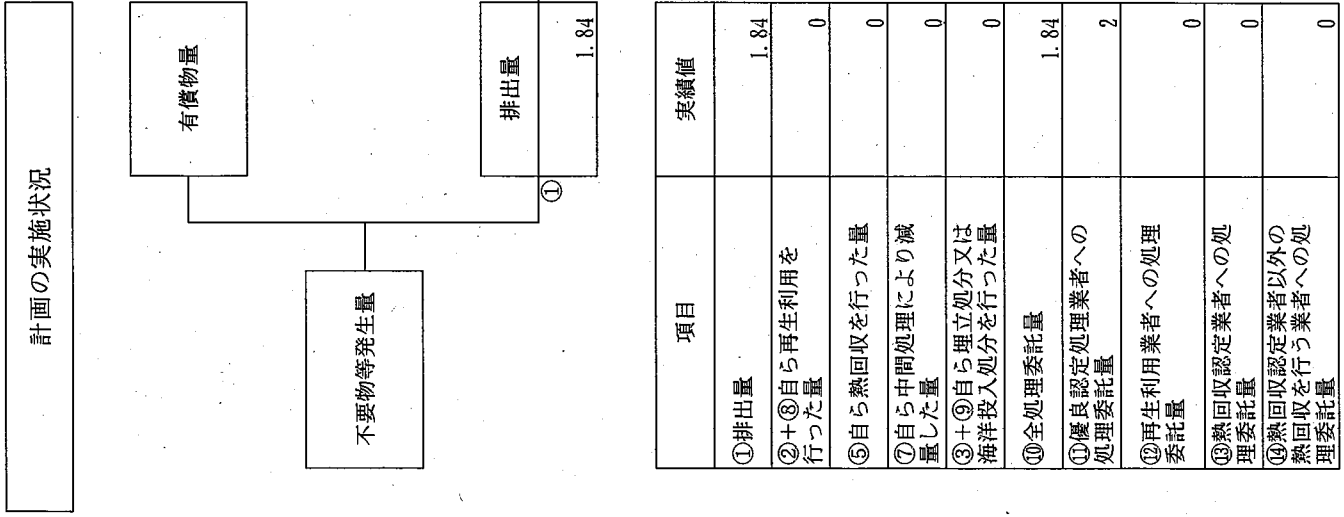 計画の実施状況
有償物量
不要物等発生量
排出量
①
1.84
項目
実績値
①排出量
1.84
②+⑧自ら再生利用を
行った量
0
⑤自ら熱回収を行った量
0
⑦自ら中間処理により減
量した量
0
③+⑨自ら埋立処分又は
海洋投入処分を行った量
0
⑩全処理委託量
1.84
⑪優良認定処理業者への
処理委託量
2
⑫再生利用業者への処理
委託量
0
⑬熱回収認定業者への処
理委託量
0
⑭熱回収認定業者以外の
熱回収を行う業者への処
理委託量
0